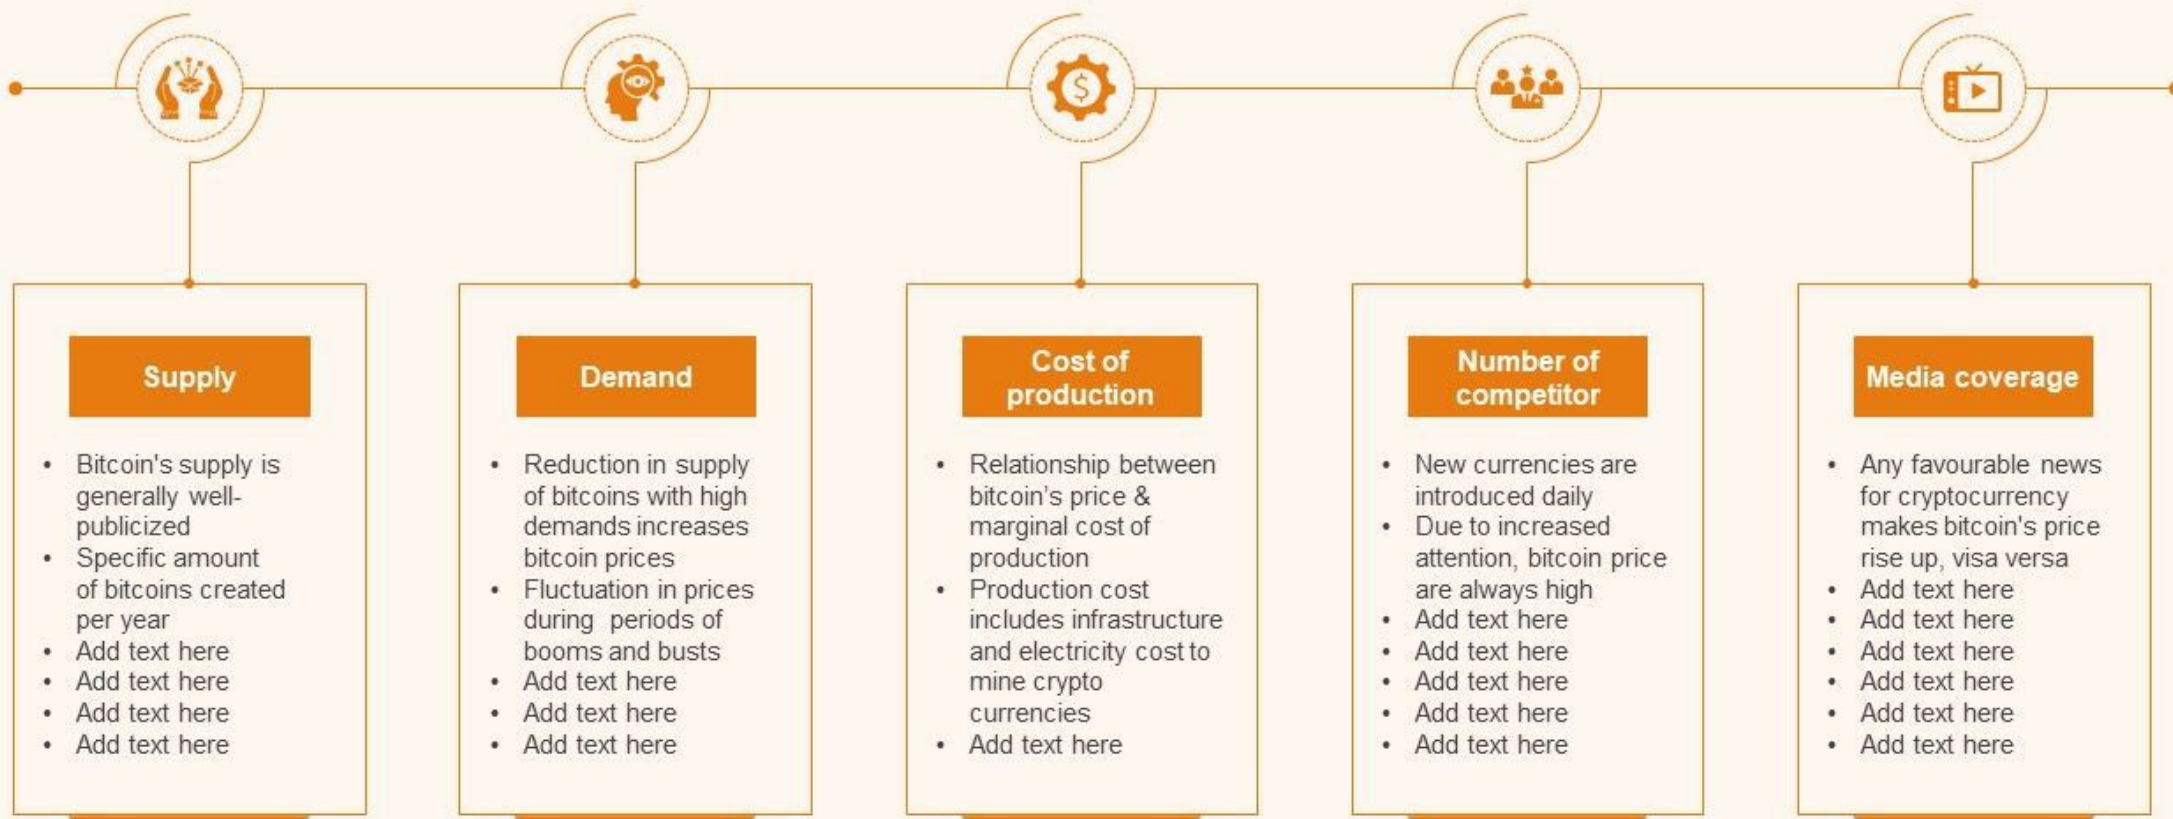 Supply
• Bitcoin's supply is
generally well-
publicized
• Specific amount
of bitcoins created
per year
• Add text here
• Add text here
• Add text here
• Add text here
Demand
• Reduction in supply
of bitcoins with high
demands increases
bitcoin prices
• Fluctuation in prices
during periods of
booms and busts
• Add text here
• Add text here
• Add text here
$
Cost of
production
• Relationship between
bitcoin’s price &
marginal cost of
production
• Production cost
includes infrastructure
and electricity cost to
mine crypto
currencies
• Add text here
Number of
competitor
• New currencies are
introduced daily
• Due to increased
attention, bitcoin price
are always high
• Add text here
• Add text here
• Add text here
• Add text here
• Add text here
Media coverage
• Any favourable news
for cryptocurrency
makes bitcoin's price
rise up, visa versa
• Add text here
• Add text here
• Add text here
• Add text here
• Add text here
• Add text here